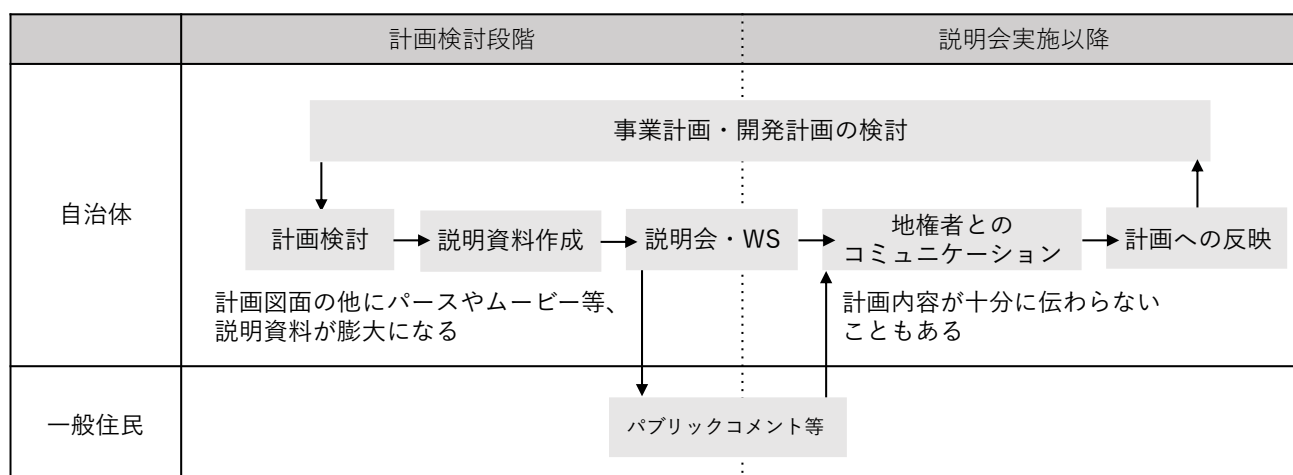 計画検討段階
説明会実施以降
自治体
事業計画・開発計画の検討
計画検討
説明資料作成
説明会・WS
地権者との
コミュニケーション
計画への反映
計画図面の他にパースやムービー等、
説明資料が膨大になる
計画内容が十分に伝わらない
こともある
一般住民
パブリックコメント等